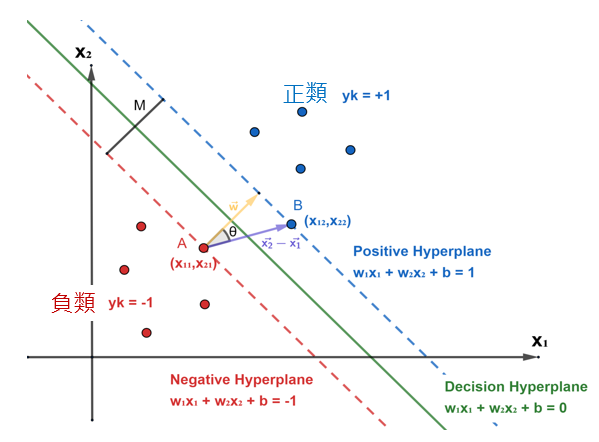 x₂
正類 yk = +1
M
w⃗
B
(x₁₂,x₂₂)
θ
A
x₂⃗ − x₁⃗
(x₁₁,x₂₁)
Positive Hyperplane
w₁x₁ + w₂x₂ + b = 1
負類 yk = -1
x₁
Negative Hyperplane
w₁x₁ + w₂x₂ + b = -1
Decision Hyperplane
w₁x₁ + w₂x₂ + b = 0